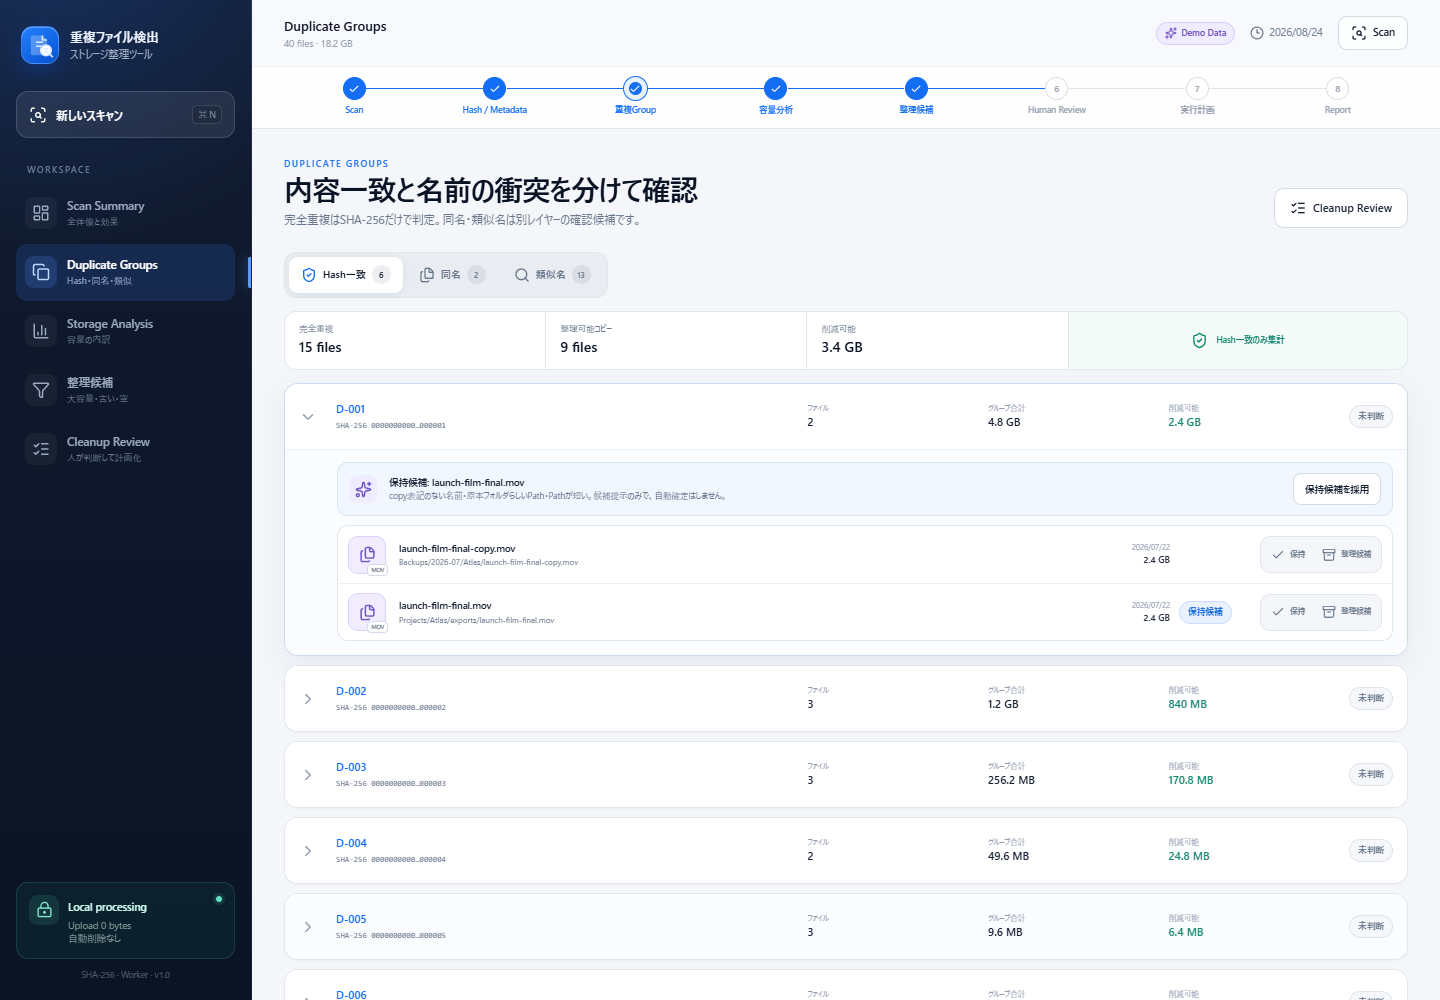 重複ファイル検出
ストレージ整理ツール
新しいスキャン
⌘ N
WORKSPACE
Scan Summary
全体像と効果
Duplicate Groups
Hash・同名・類似
Storage Analysis
容量の内訳
整理候補
大容量・古い・空
Cleanup Review
人が判断して計画化
Local processing
Upload 0 bytes
自動削除なし
SHA-256 · Worker · v1.0
Duplicate Groups
40 files · 18.2 GB
Demo Data
2026/08/24
Scan
Scan
Hash / Metadata
重複Group
容量分析
整理候補
6
Human Review
7
実行計画
8
Report
DUPLICATE GROUPS
内容一致と名前の衝突を分けて確認
完全重複はSHA-256だけで判定。同名・類似名は別レイヤーの確認候補です。
Cleanup Review
Hash一致 6
同名 2
類似名 13
完全重複
15 files
整理可能コピー
9 files
削減可能
3.4 GB
Hash一致のみ集計
D-001
SHA-256 0000000000…000001
ファイル
2
グループ合計
4.8 GB
削減可能
2.4 GB
未判断
保持候補: launch-film-final.mov
copy表記のない名前・原本フォルダらしいPath・Pathが短い。候補提示のみで、自動確定はしません。
保持候補を採用
MOV
launch-film-final-copy.mov
Backups/2026-07/Atlas/launch-film-final-copy.mov
2026/07/22
2.4 GB
保持
整理候補
MOV
launch-film-final.mov
Projects/Atlas/exports/launch-film-final.mov
2026/07/22
2.4 GB
保持候補
保持
整理候補
D-002
SHA-256 0000000000…000002
ファイル
3
グループ合計
1.2 GB
削減可能
840 MB
未判断
D-003
SHA-256 0000000000…000003
ファイル
3
グループ合計
256.2 MB
削減可能
170.8 MB
未判断
D-004
SHA-256 0000000000…000004
ファイル
2
グループ合計
49.6 MB
削減可能
24.8 MB
未判断
D-005
SHA-256 0000000000…000005
ファイル
3
グループ合計
9.6 MB
削減可能
6.4 MB
未判断
D-006
ファイル
グループ合計
削減可能